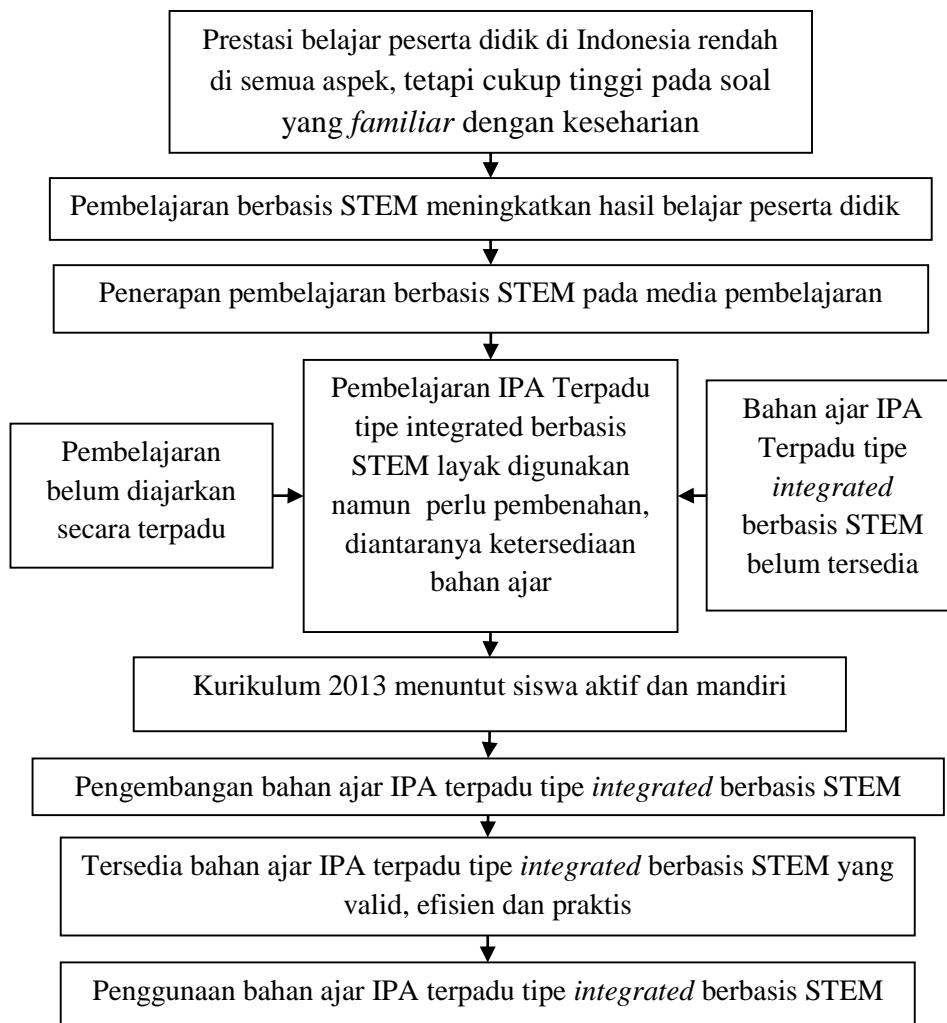 Prestasi belajar peserta didik di Indonesia rendah
di semua aspek, tetapi cukup tinggi pada soal
yang familiar dengan keseharian
Pembelajaran berbasis STEM meningkatkan hasil belajar peserta didik
Penerapan pembelajaran berbasis STEM pada media pembelajaran
Pembelajaran
belum diajarkan
secara terpadu
Pembelajaran IPA Terpadu
tipe integrated berbasis
STEM layak digunakan
namun perlu pembenahan,
diantaranya ketersediaan
bahan ajar
Bahan ajar IPA
Terpadu tipe
integrated
berbasis STEM
belum tersedia
Kurikulum 2013 menuntut siswa aktif dan mandiri
Pengembangan bahan ajar IPA terpadu tipe integrated berbasis STEM
Tersedia bahan ajar IPA terpadu tipe integrated berbasis STEM yang
valid, efisien dan praktis
Penggunaan bahan ajar IPA terpadu tipe integrated berbasis STEM